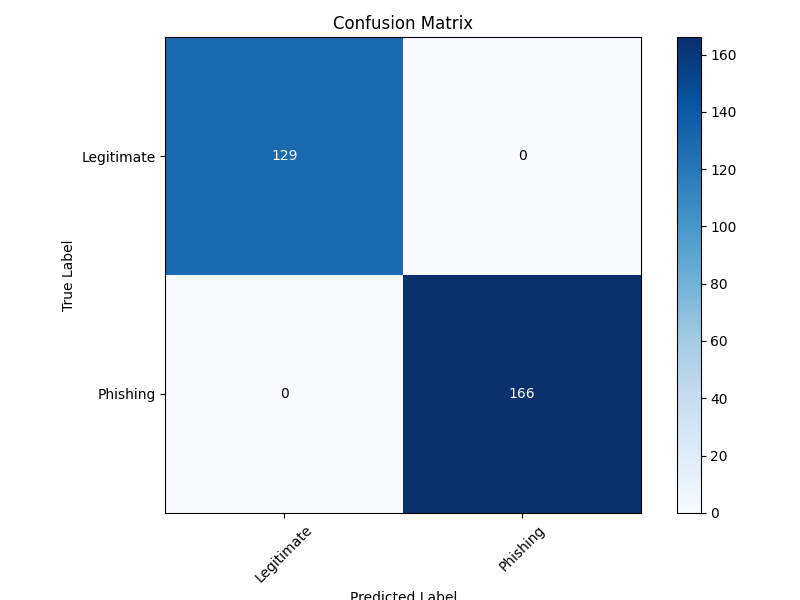 Confusion Matrix
Legitimate
129
0
Phishing
0
166
True Label
Legitimate
Phishing
Predicted Label
160
140
120
100
80
60
40
20
0